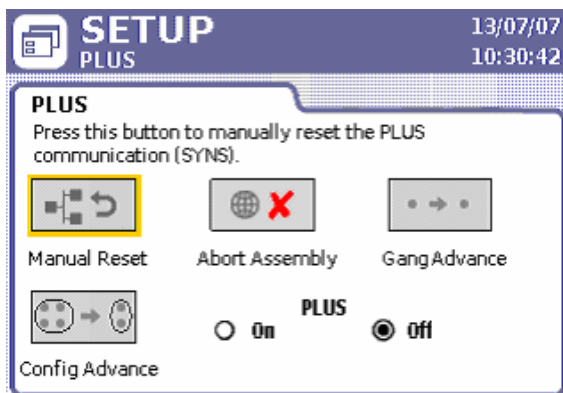 SETUP
PLUS
13/07/07
10:30:42
PLUS
Press this button to manually reset the PLUS
communication (SYNS).
Manual Reset
Abort Assembly
Gang Advance
PLUS
On
Off
Config Advance